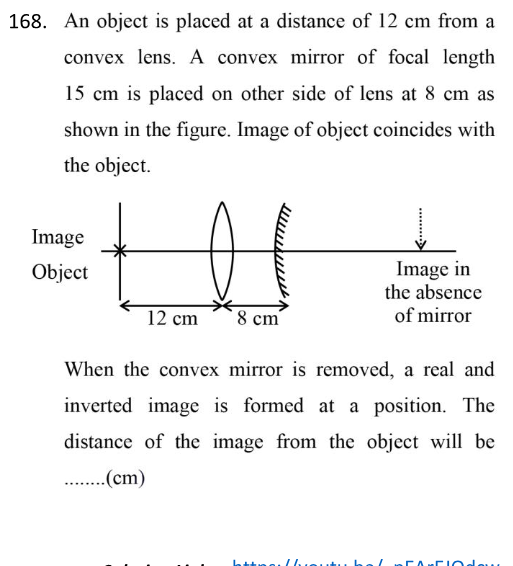 168. An object is placed at a distance of 12 cm from a
convex lens. A convex mirror of focal length
15 cm is placed on other side of lens at 8 cm as
shown in the figure. Image of object coincides with
the object.
Image
Object
12 cm
8 cm
Image in
the absence
of mirror
When the convex mirror is removed, a real and
inverted image is formed at a position. The
distance of the image from the object will be
........(cm)